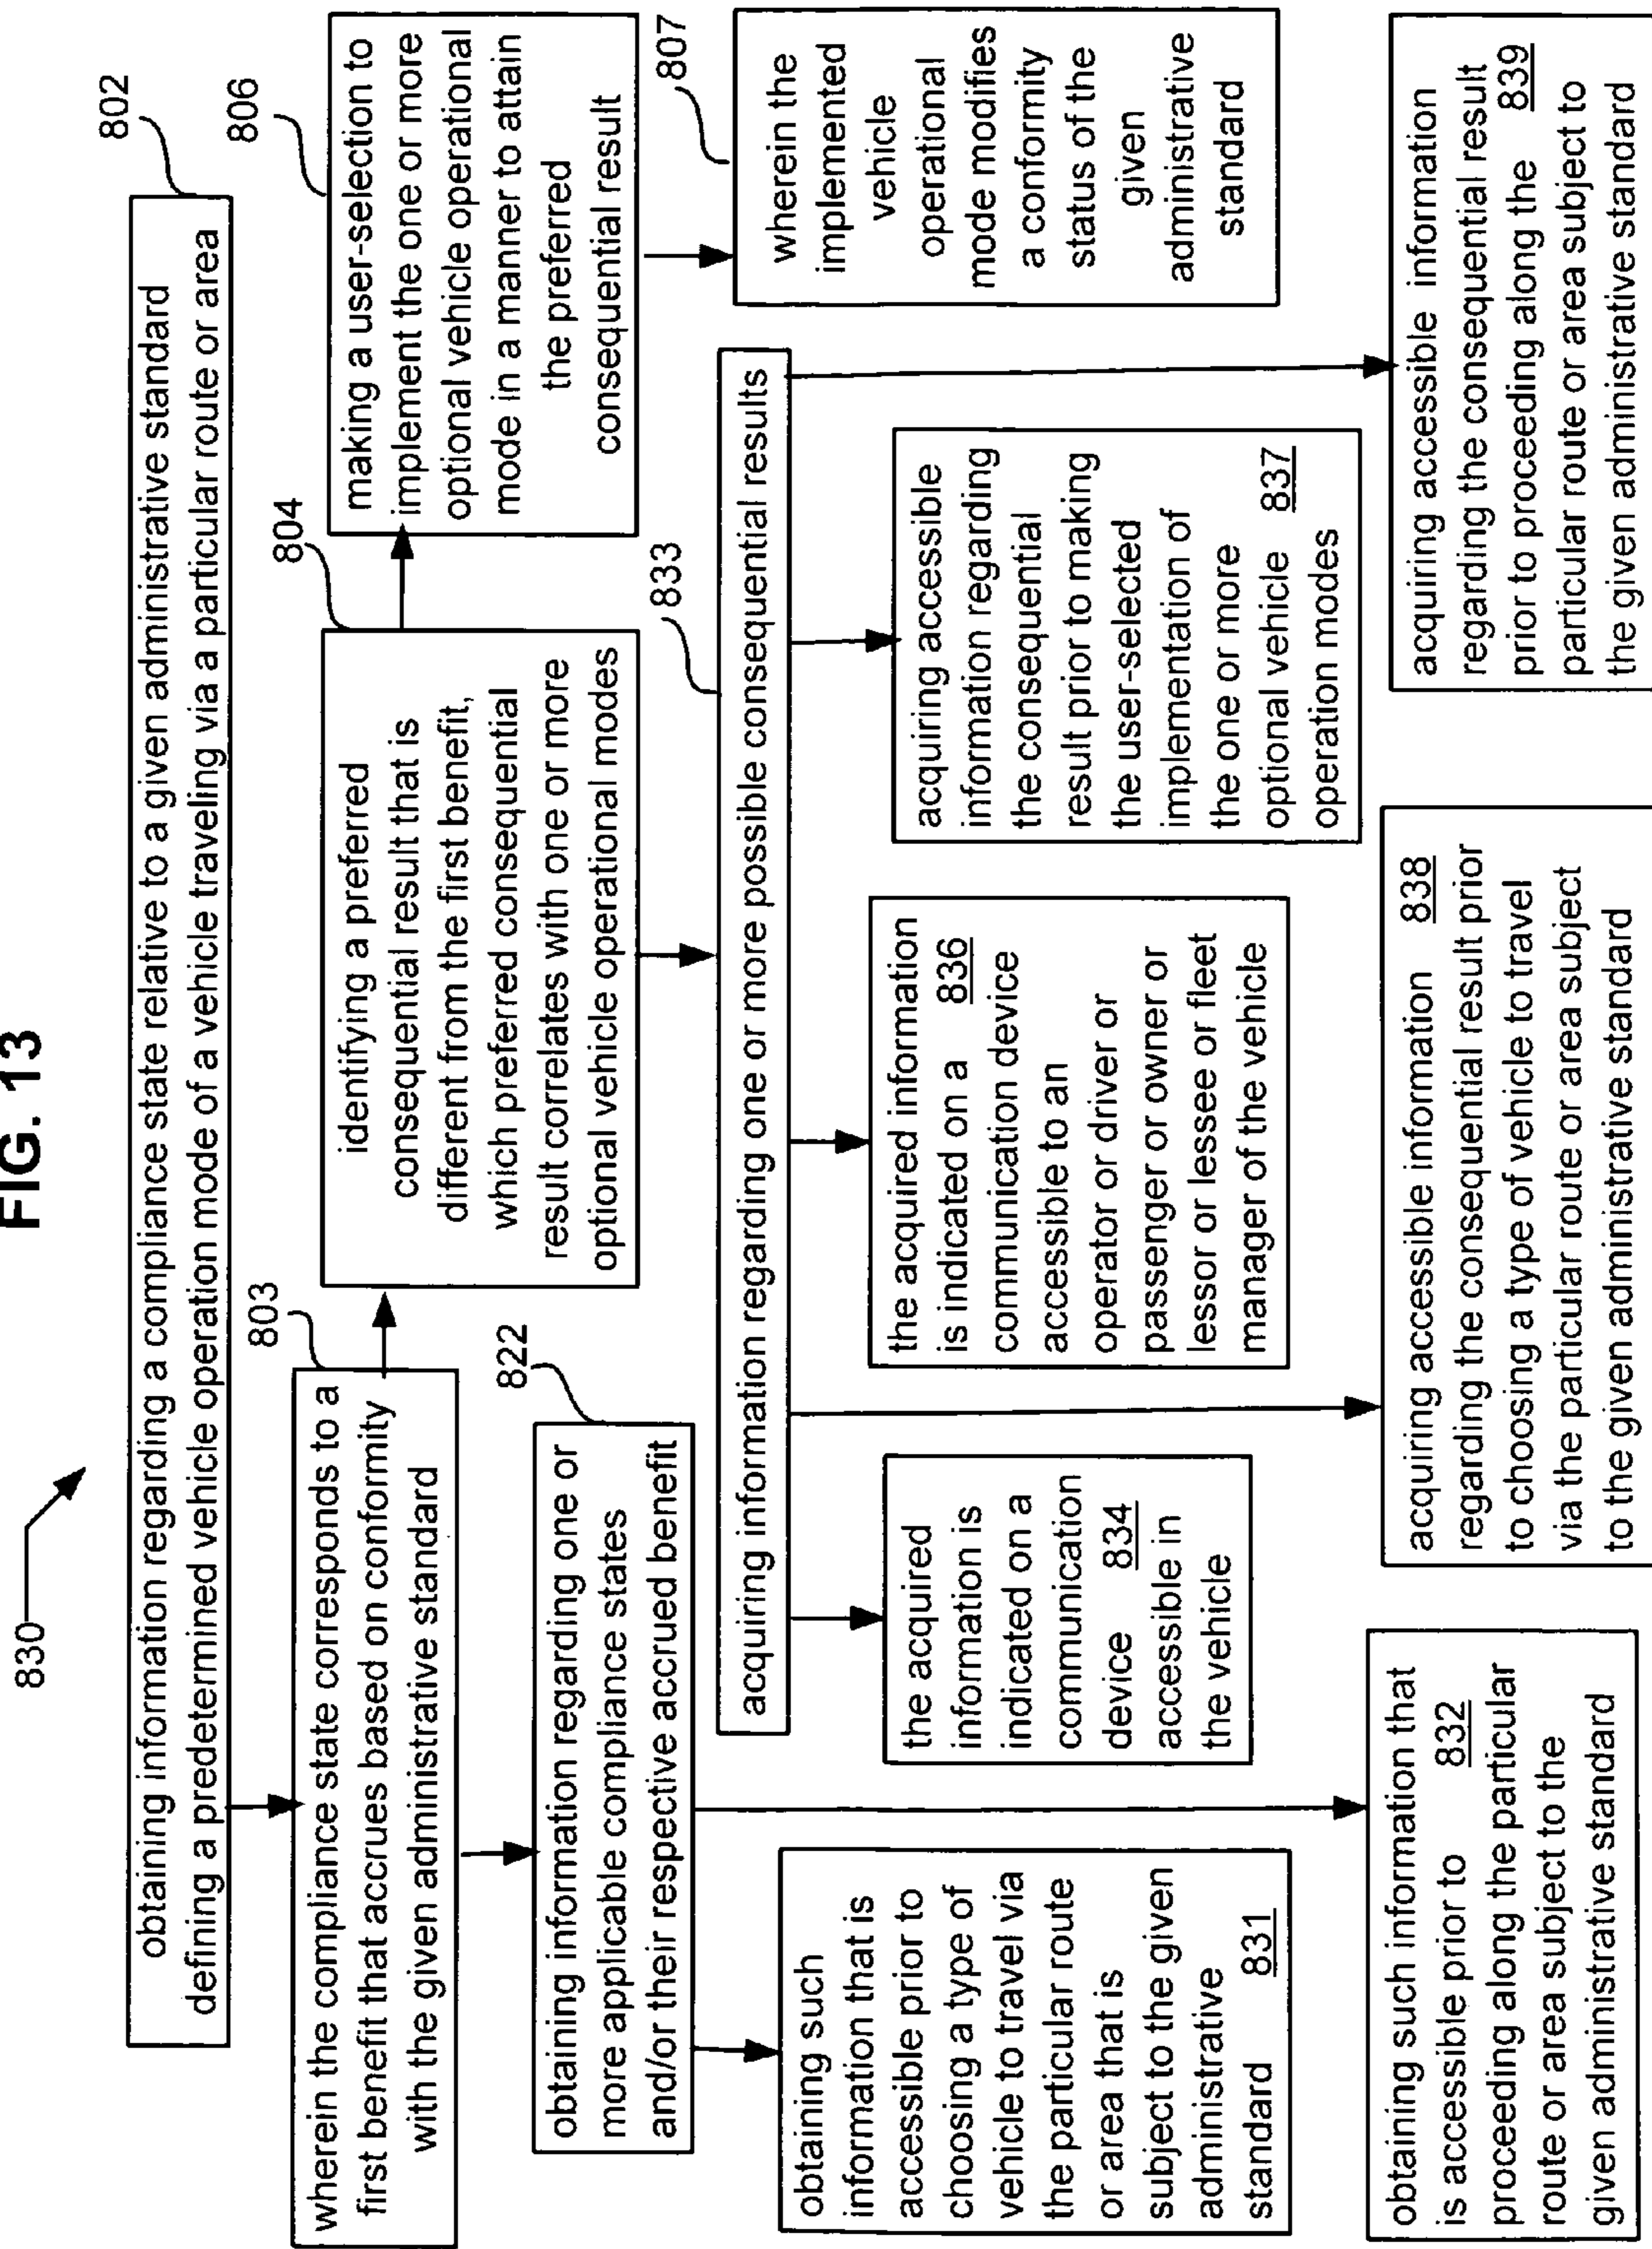 FIG. 13
830
802
obtaining information regarding a compliance state relative to a given administrative standard
defining a predetermined vehicle operation mode of a vehicle traveling via a particular route or area
803
wherein the compliance state corresponds to a
first benefit that accrues based on conformity
with the given administrative standard
804
identifying a preferred
consequential result that is
different from the first benefit,
which preferred consequential
result correlates with one or more
optional vehicle operational modes
806
making a user-selection to
implement the one or more
optional vehicle operational
mode in a manner to attain
the preferred
consequential result
822
obtaining information regarding one or
more applicable compliance states
and/or their respective accrued benefit
833
acquiring information regarding one or more possible consequential results
807
wherein the
implemented
vehicle
operational
mode modifies
a conformity
status of the
given
administrative
standard
obtaining such
information that is
accessible prior to
choosing a type of
vehicle to travel via
the particular route
or area that is
subject to the given
administrative
standard 831
the acquired
information is
indicated on a
communication
device 834
accessible in
the vehicle
the acquired information
is indicated on a 836
communication device
accessible to an
operator or driver or
passenger or owner or
lessor or lessee or fleet
manager of the vehicle
acquiring accessible
information regarding
the consequential
result prior to making
the user-selected
implementation of
the one or more
optional vehicle 837
operation modes
obtaining such information that
is accessible prior to 832
proceeding along the particular
route or area subject to the
given administrative standard
acquiring accessible information 838
regarding the consequential result prior
to choosing a type of vehicle to travel
via the particular route or area subject
to the given administrative standard
acquiring accessible information
regarding the consequential result
prior to proceeding along the 839
particular route or area subject to
the given administrative standard